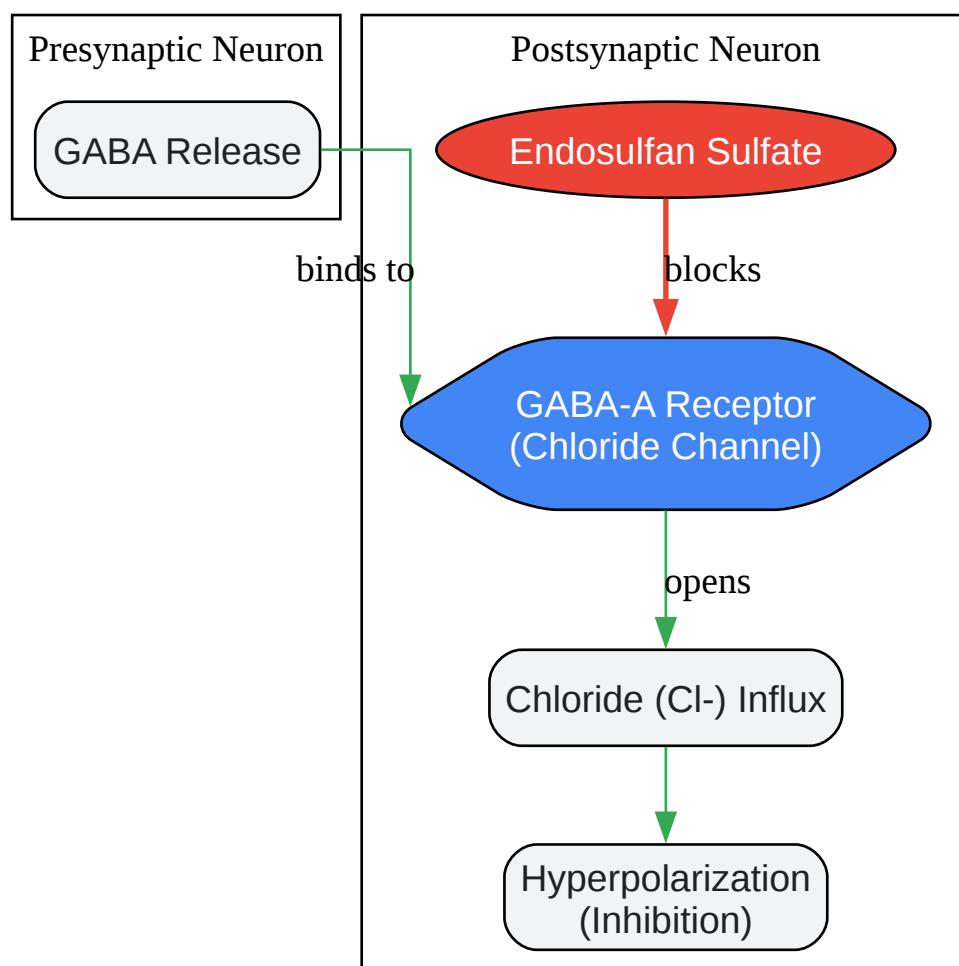 Presynaptic Neuron
Postsynaptic Neuron
GABA Release
Endosulfan Sulfate
binds to
blocks
GABA-A Receptor
(Chloride Channel)
opens
Chloride (Cl-) Influx
Hyperpolarization
(Inhibition)